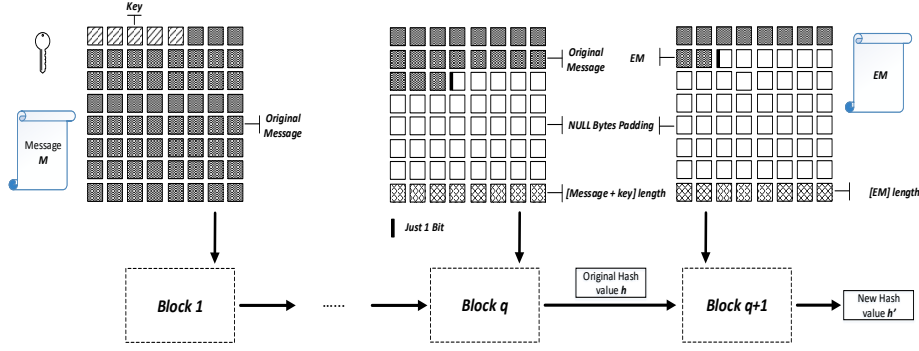 Key
Original
Message
Message
M
Original
Message
NULL Bytes Padding
[Message + key] length
Just 1 Bit
EM
EM
[EM] length
Block 1
......
Block q
Original Hash
value h
Block q+1
New Hash
value h'